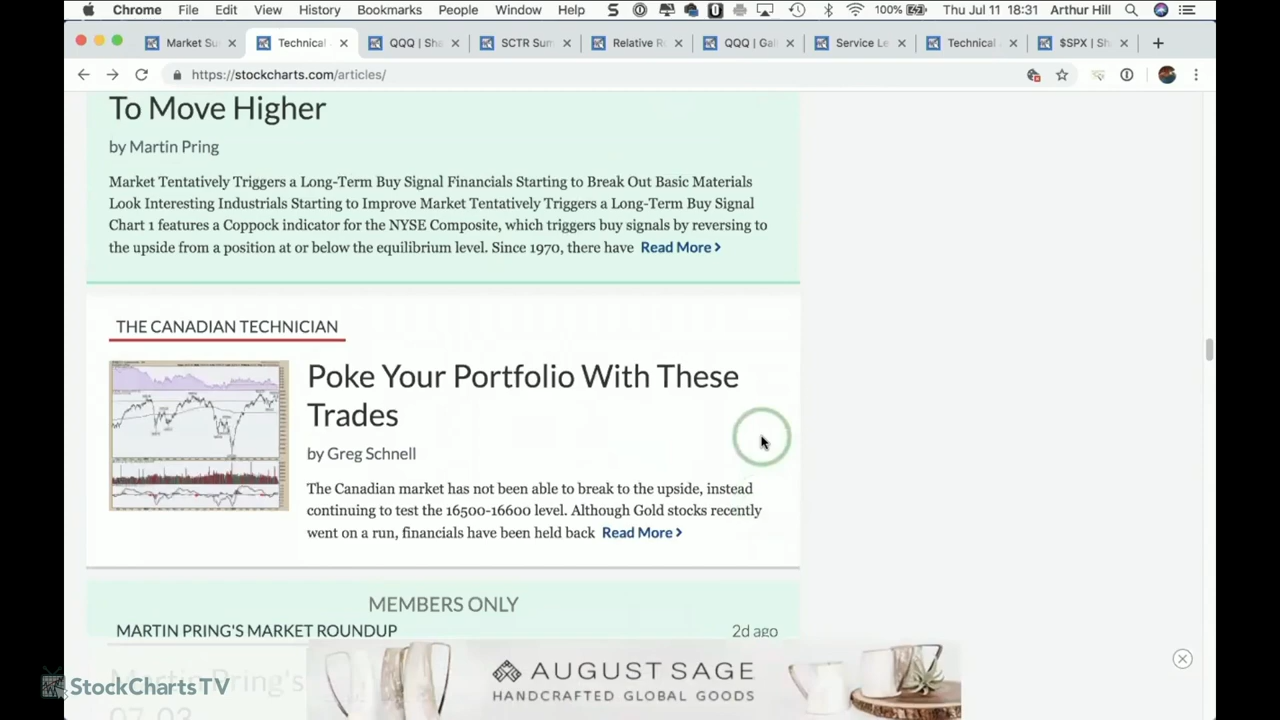 Chrome File Edit View History Bookmarks People Window Help 100% Thu Jul 11 18:31 Arthur Hill
Market Su Technical QQQ | Sha SCTR Sum Relative R QQQ | Gal Service Le Technical $SPX | Sh
https://stockcharts.com/articles/
To Move Higher
by Martin Pring
Market Tentatively Triggers a Long-Term Buy Signal Financials Starting to Break Out Basic Materials
Look Interesting Industrials Starting to Improve Market Tentatively Triggers a Long-Term Buy Signal
Chart 1 features a Coppock indicator for the NYSE Composite, which triggers buy signals by reversing to
the upside from a position at or below the equilibrium level. Since 1970, there have Read More >
THE CANADIAN TECHNICIAN
Poke Your Portfolio With These
Trades
by Greg Schnell
The Canadian market has not been able to break to the upside, instead
continuing to test the 16500-16600 level. Although Gold stocks recently
went on a run, financials have been held back Read More >
MEMBERS ONLY
MARTIN PRING'S MARKET ROUNDUP 2d ago
Martin Pring's
07-03
AUGUST SAGE
HANDCRAFTED GLOBAL GOODS
StockChartsTV